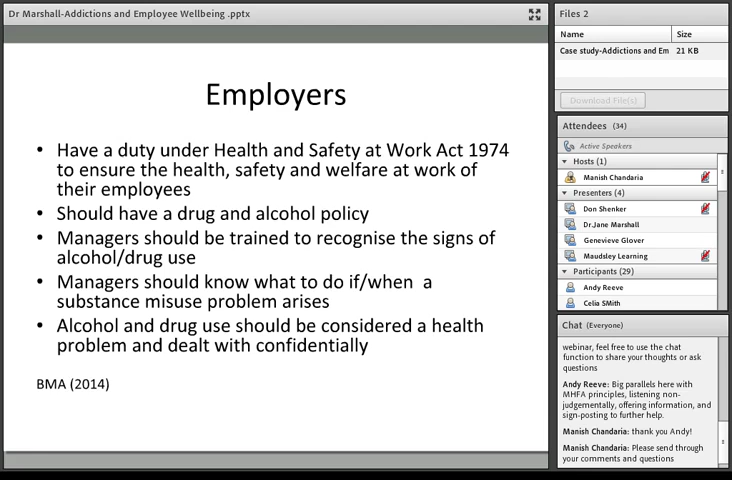 Dr Marshall-Addictions and Employee Wellbeing .pptx
Employers
• Have a duty under Health and Safety at Work Act 1974
to ensure the health, safety and welfare at work of
their employees
• Should have a drug and alcohol policy
• Managers should be trained to recognise the signs of
alcohol/drug use
• Managers should know what to do if/when a
substance misuse problem arises
• Alcohol and drug use should be considered a health
problem and dealt with confidentially
BMA (2014)
Files 2
Name Size
Case study-Addictions and Em 21 KB
Download File(s)
Attendees (34)
Active Speakers
Hosts (1)
Manish Chandaria
Presenters (4)
Don Shenker
Dr.Jane Marshall
Genevieve Glover
Maudsley Learning
Participants (29)
Andy Reeve
Celia SMith
Chat (Everyone)
webinar, feel free to use the chat
function to share your thoughts or ask
questions
Andy Reeve: Big parallels here with
MHFA principles, listening non-
judgementally, offering information, and
sign-posting to further help.
Manish Chandaria: thank you Andy!
Manish Chandaria: Please send through
your comments and questions